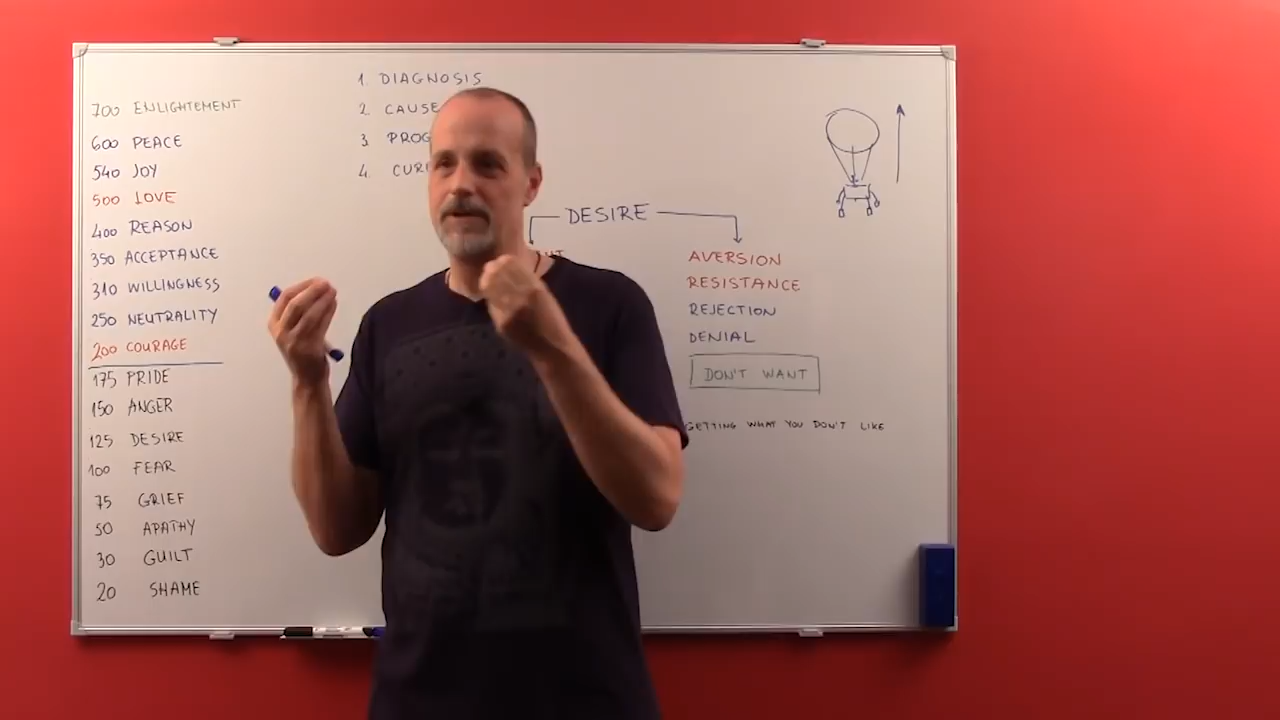 700 ENLIGHTEMENT
600 PEACE
540 JOY
500 LOVE
400 REASON
350 ACCEPTANCE
310 WILLINGNESS
250 NEUTRALITY
200 COURAGE
175 PRIDE
150 ANGER
125 DESIRE
100 FEAR
75 GRIEF
50 APATHY
30 GUILT
20 SHAME
1. DIAGNOSIS
2. CAUSE
3. PROG
4. CUR
DESIRE
AVERSION
RESISTANCE
REJECTION
DENIAL
DON'T WANT
GETTING WHAT YOU DON'T LIKE